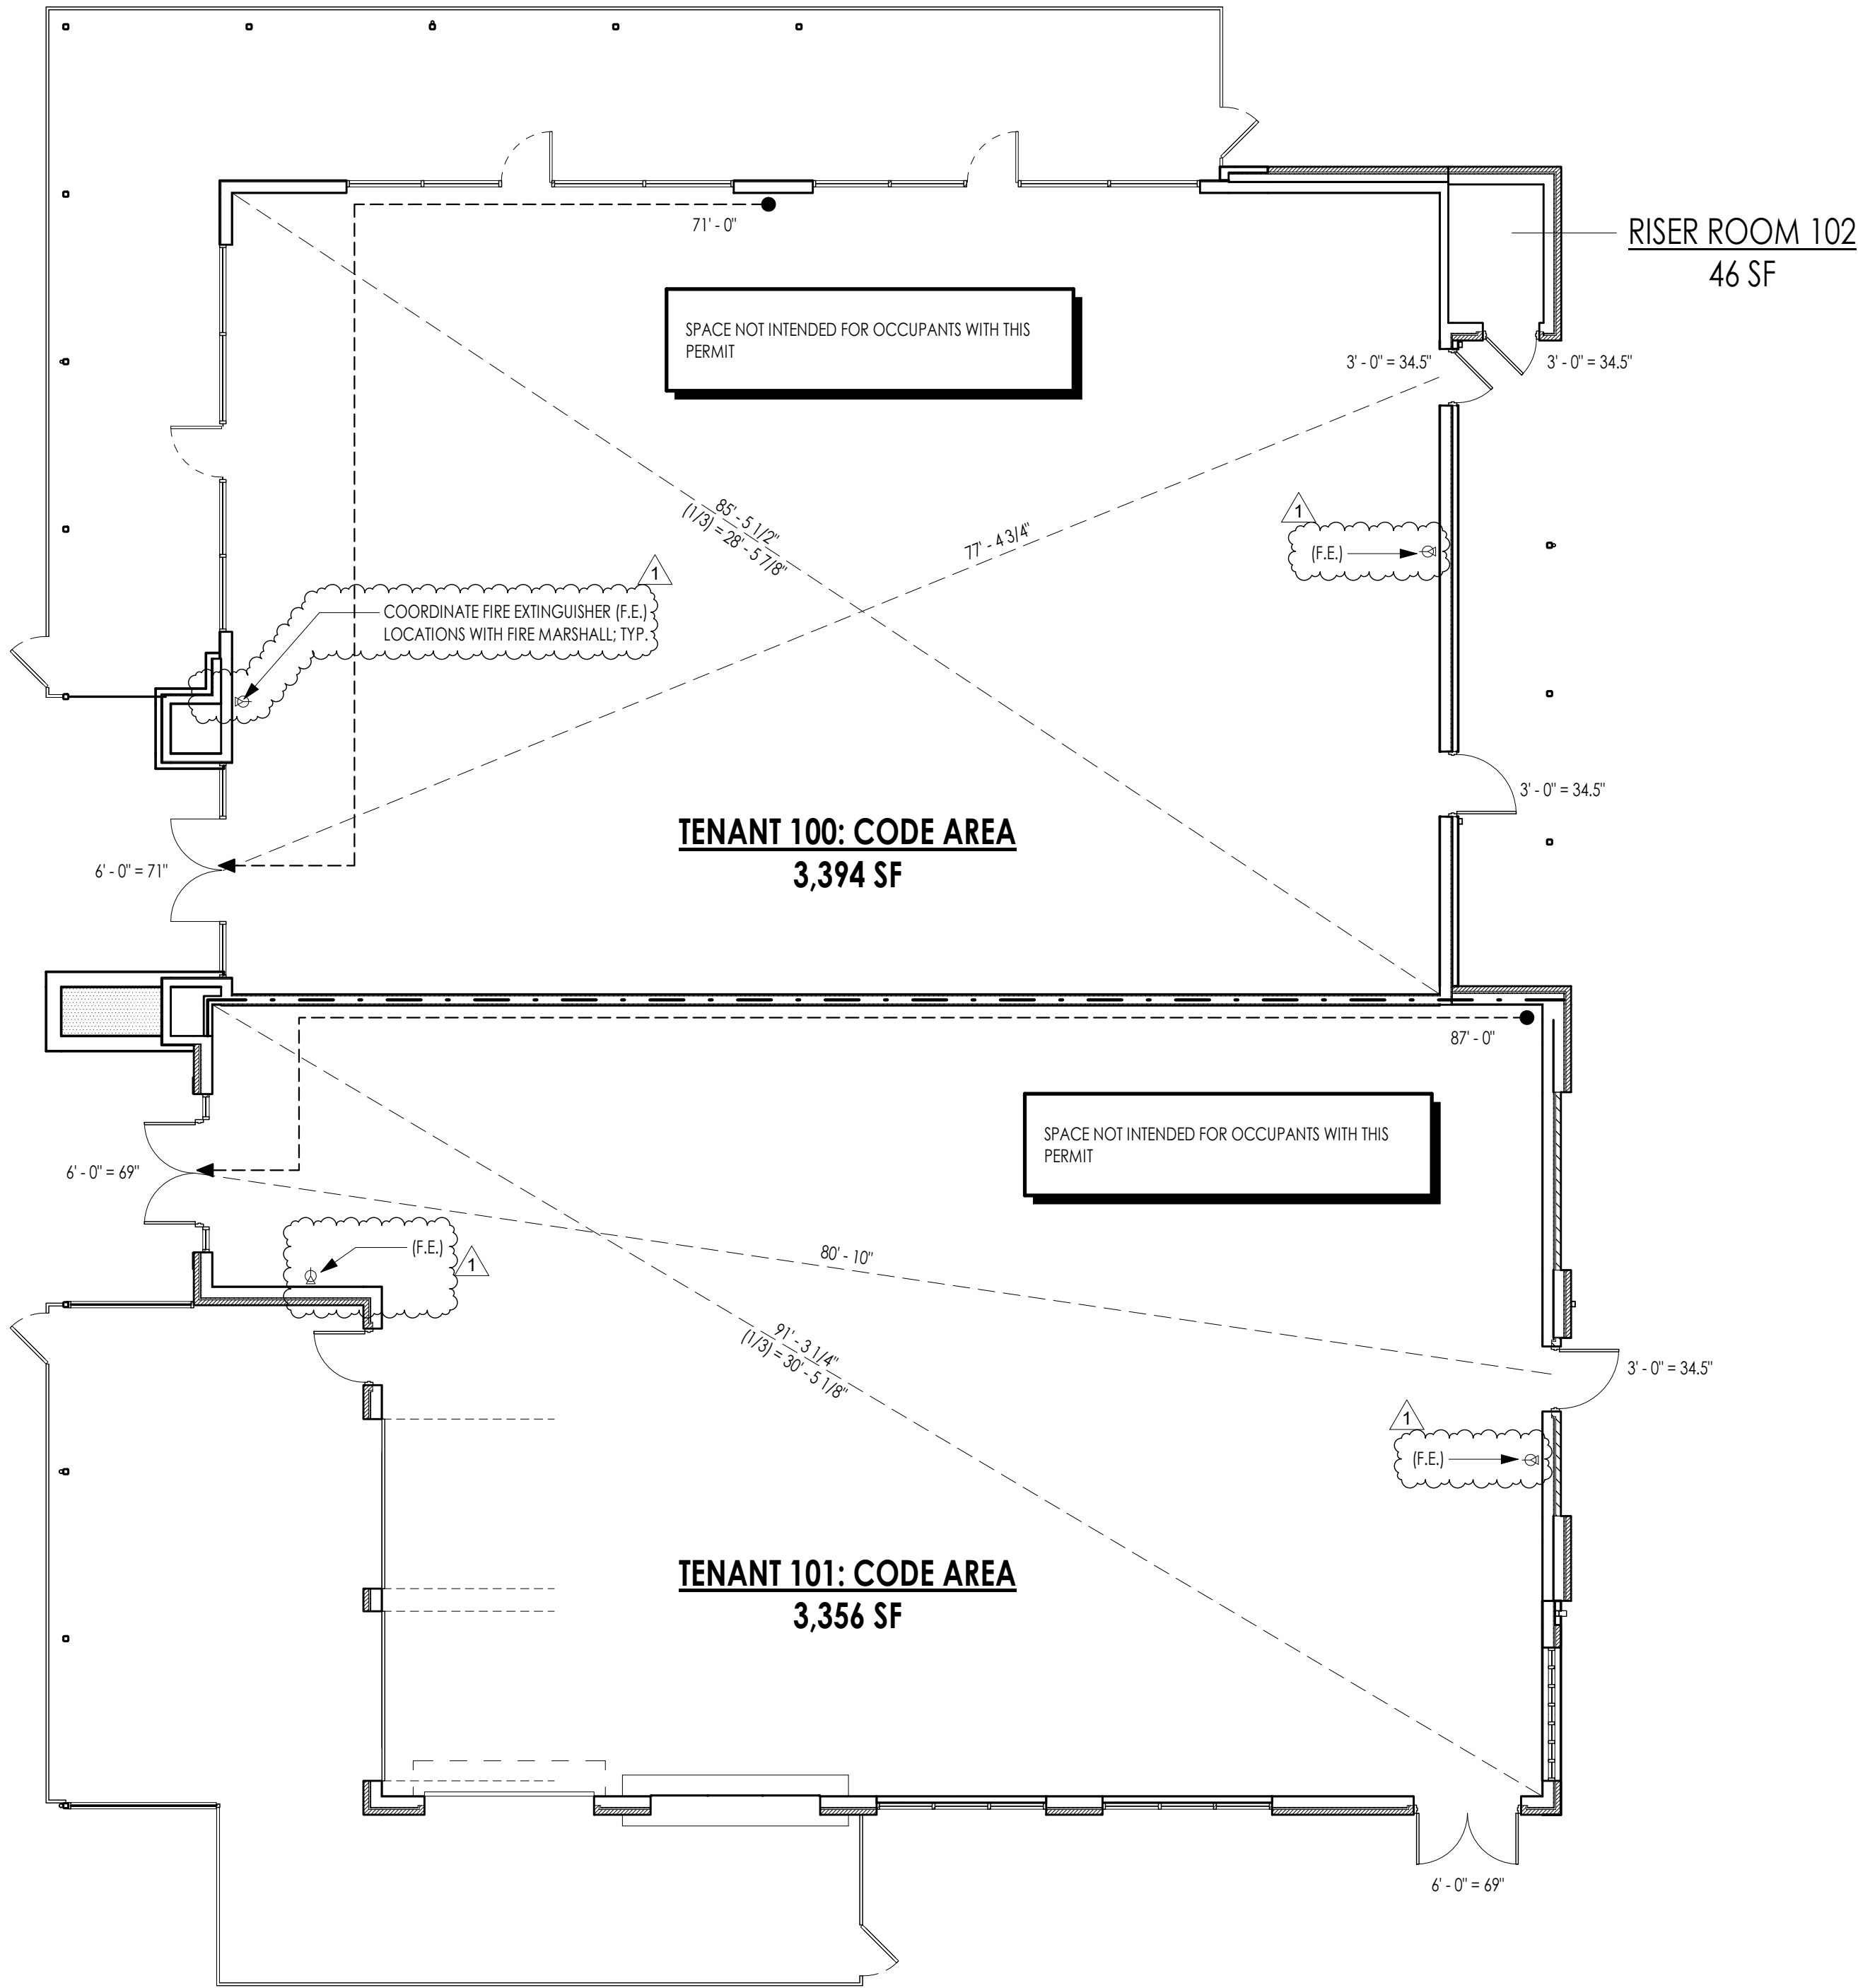 71' - 0"
RISER ROOM 102
46 SF
SPACE NOT INTENDED FOR OCCUPANTS WITH THIS
PERMIT
3' - 0" = 34.5"
3' - 0" = 34.5"
85' - 5 1/2"
(1/3) = 28' - 5 7/8"
77' - 4 3/4"
1
(F.E.)
1
COORDINATE FIRE EXTINGUISHER (F.E.)
LOCATIONS WITH FIRE MARSHALL; TYP.
3' - 0" = 34.5"
TENANT 100: CODE AREA
3,394 SF
6' - 0" = 71"
87' - 0"
SPACE NOT INTENDED FOR OCCUPANTS WITH THIS
PERMIT
6' - 0" = 69"
(F.E.)
1
80' - 10"
91' - 3 1/4"
(1/3) = 30' - 5 1/8"
3' - 0" = 34.5"
1
(F.E.)
TENANT 101: CODE AREA
3,356 SF
6' - 0" = 69"